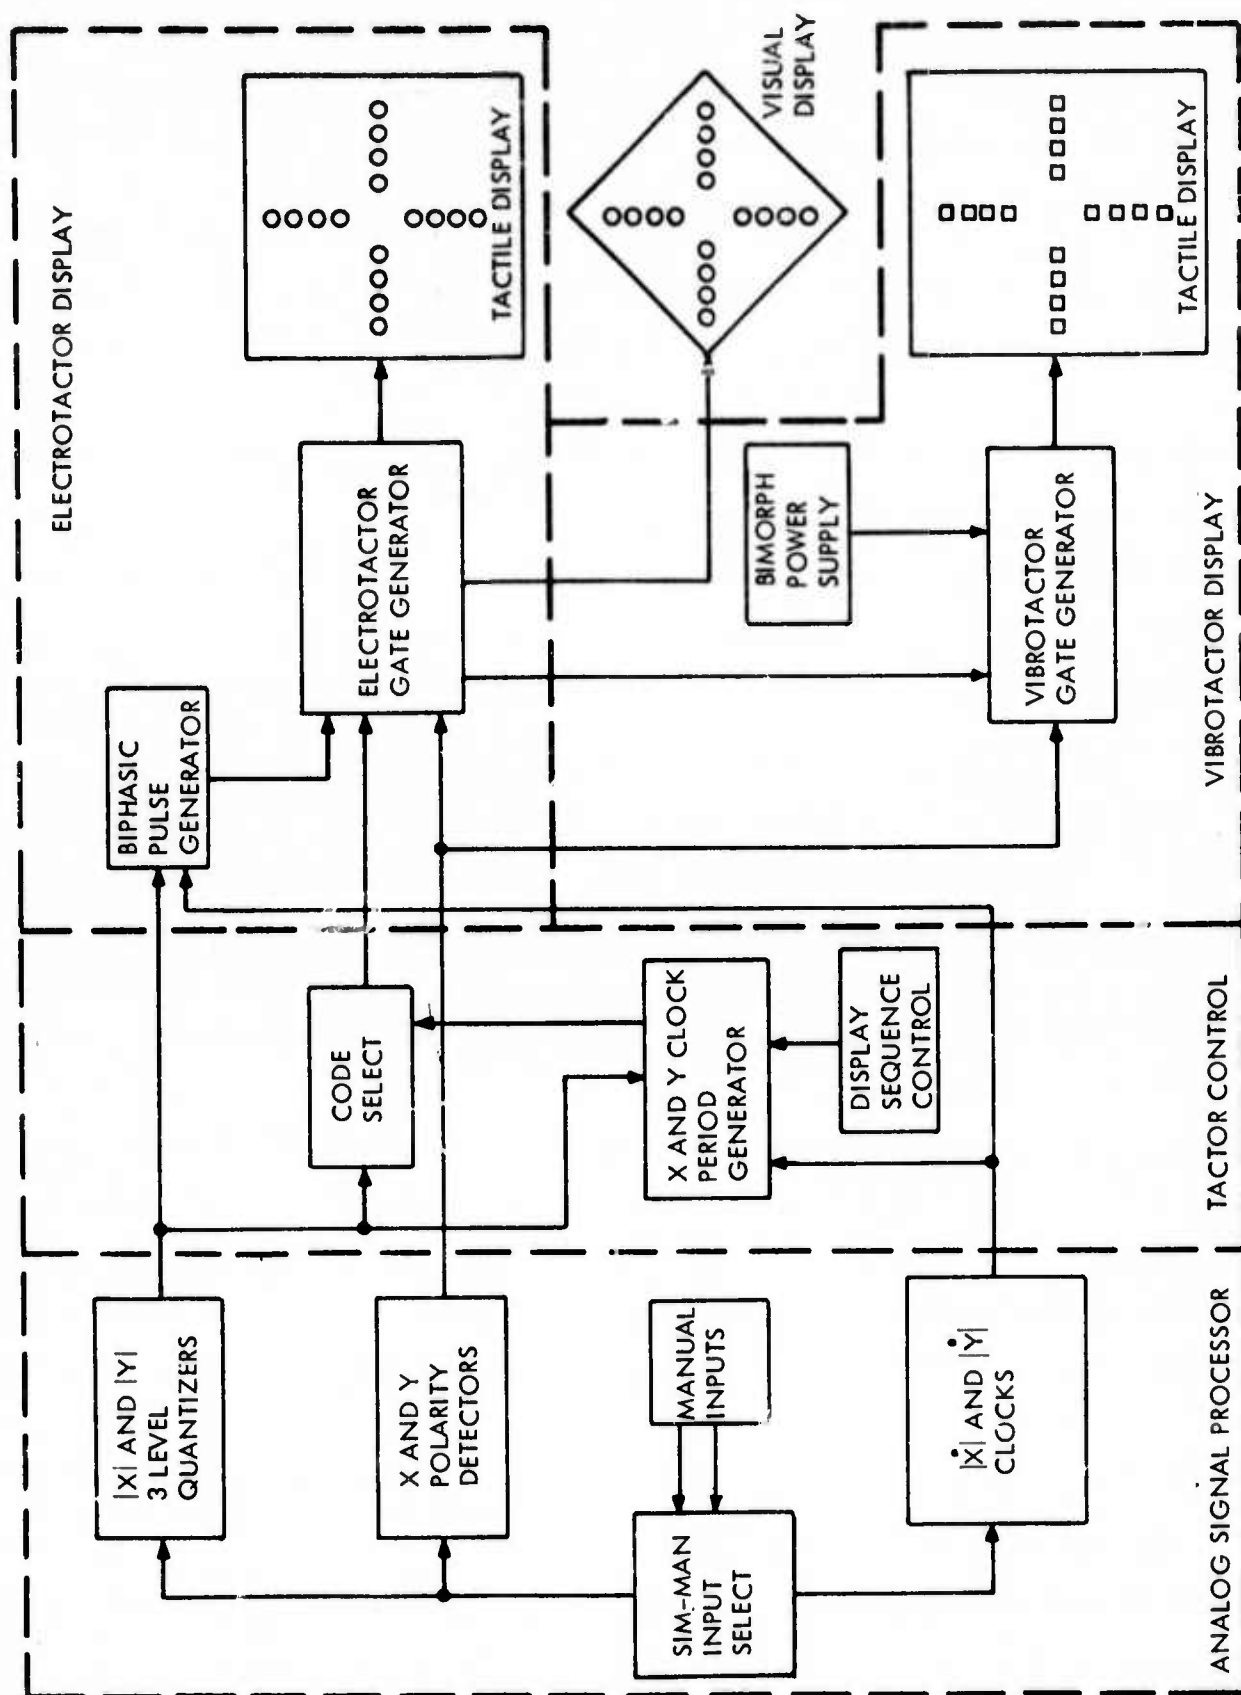 ELECTROTACTOR DISPLAY
|X| AND |Y|
3 LEVEL
QUANTIZERS
BIPHASIC
PULSE
GENERATOR
X AND Y
POLARITY
DETECTORS
CODE
SELECT
ELECTROTACTOR
GATE GENERATOR
TACTILE DISPLAY
MANUAL
INPUTS
SIM-MAN
INPUT
SELECT
X AND Y CLOCK
PERIOD
GENERATOR
DISPLAY
SEQUENCE
CONTROL
BIMORPH
POWER
SUPPLY
VISUAL
DISPLAY
|Ẋ| AND |Ẏ|
CLOCKS
VIBROTACTOR
GATE GENERATOR
TACTILE DISPLAY
ANALOG SIGNAL PROCESSOR
TACTOR CONTROL
VIBROTACTOR DISPLAY